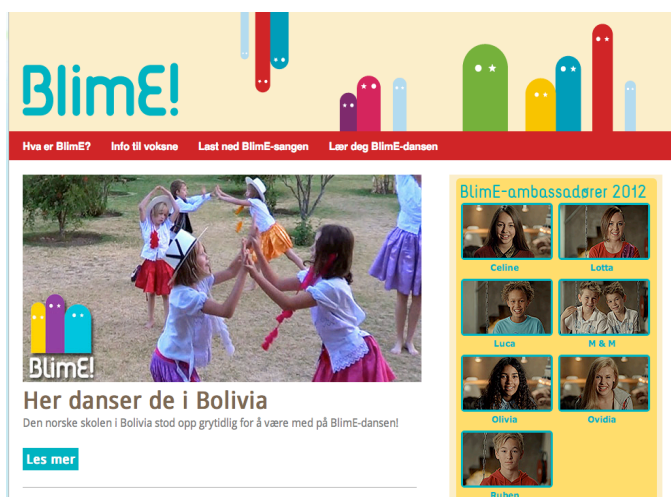 BlimE!
Hva er BlimE? Info til voksne Last ned BlimE-sangen Lær deg BlimE-dansen
BlimE!
Her danser de i Bolivia
Den norske skolen i Bolivia stod opp grytidlig for å være med på BlimE-dansen!
Les mer
BlimE-ambassadører 2012
Celine Lotta
Luca M & M
Olivia Ovidia
Ruben